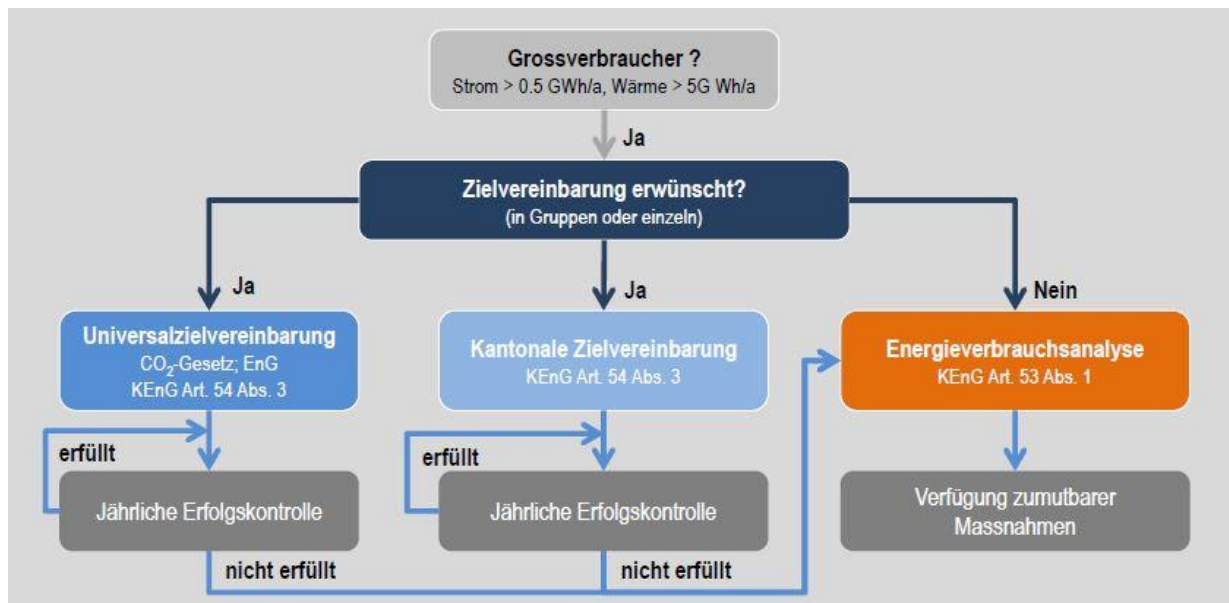 Grossverbraucher ?
Strom > 0.5 GWh/a, Wärme > 5G Wh/a
Ja
Zielvereinbarung erwünscht?
(in Gruppen oder einzeln)
Ja
Ja
Nein
Universalzielvereinbarung
CO₂-Gesetz; EnG
KEnG Art. 54 Abs. 3
Kantonale Zielvereinbarung
KEnG Art. 54 Abs. 3
Energieverbrauchsanalyse
KEnG Art. 53 Abs. 1
erfüllt
erfüllt
Jährliche Erfolgskontrolle
Jährliche Erfolgskontrolle
Verfügung zumutbarer
Massnahmen
nicht erfüllt
nicht erfüllt